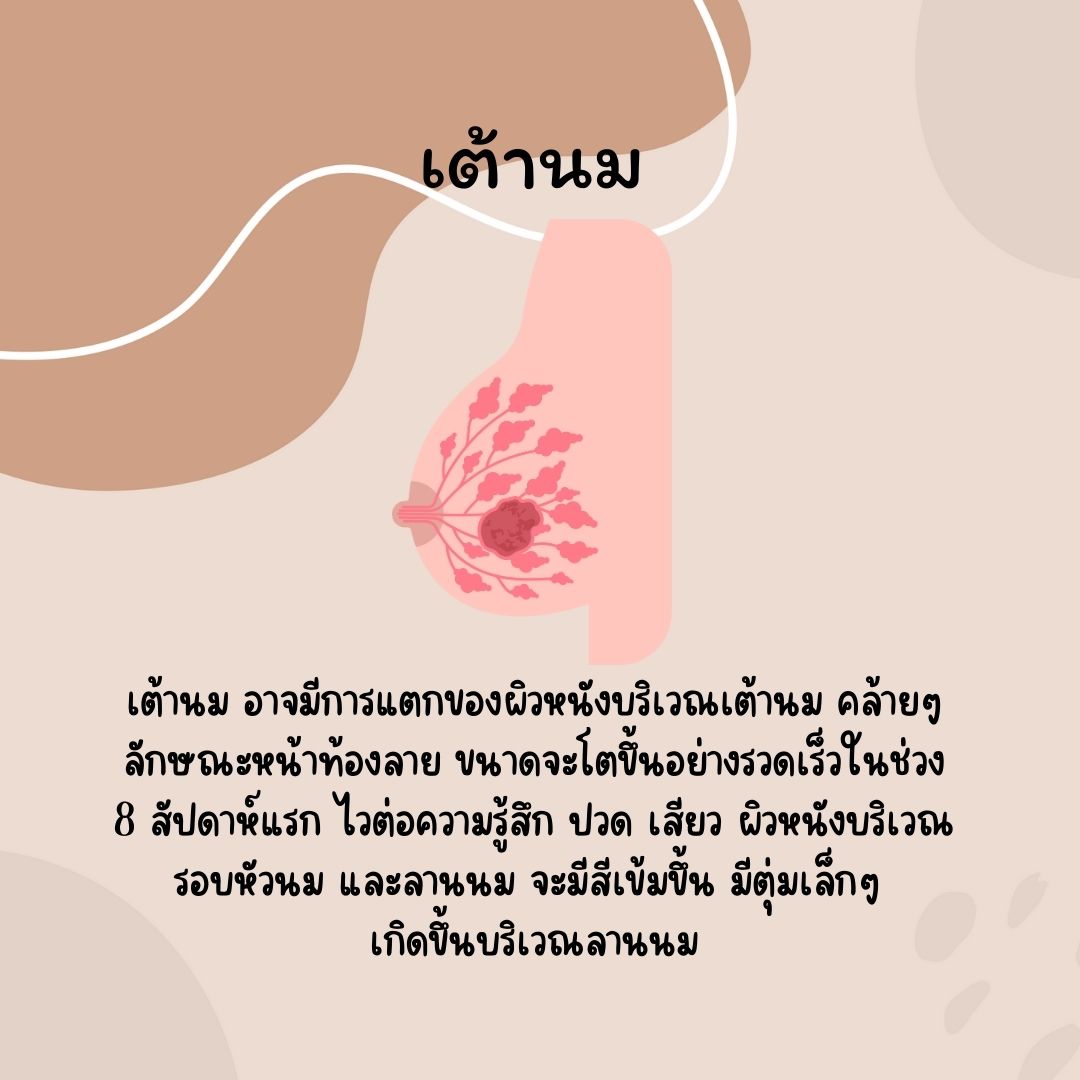 เต้านม
เต้านม อาจมีการแตกของผิวหนังบริเวณเต้านม คล้ายๆ
ลักษณะหน้าท้องลาย ขนาดจะโตขึ้นอย่างรวดเร็วในช่วง
8 สัปดาห์แรก ไวต่อความรู้สึก ปวด เสียว ผิวหนังบริเวณ
รอบหัวนม และลานนม จะมีสีเข้มขึ้น มีตุ่มเล็กๆ
เกิดขึ้นบริเวณลานนม